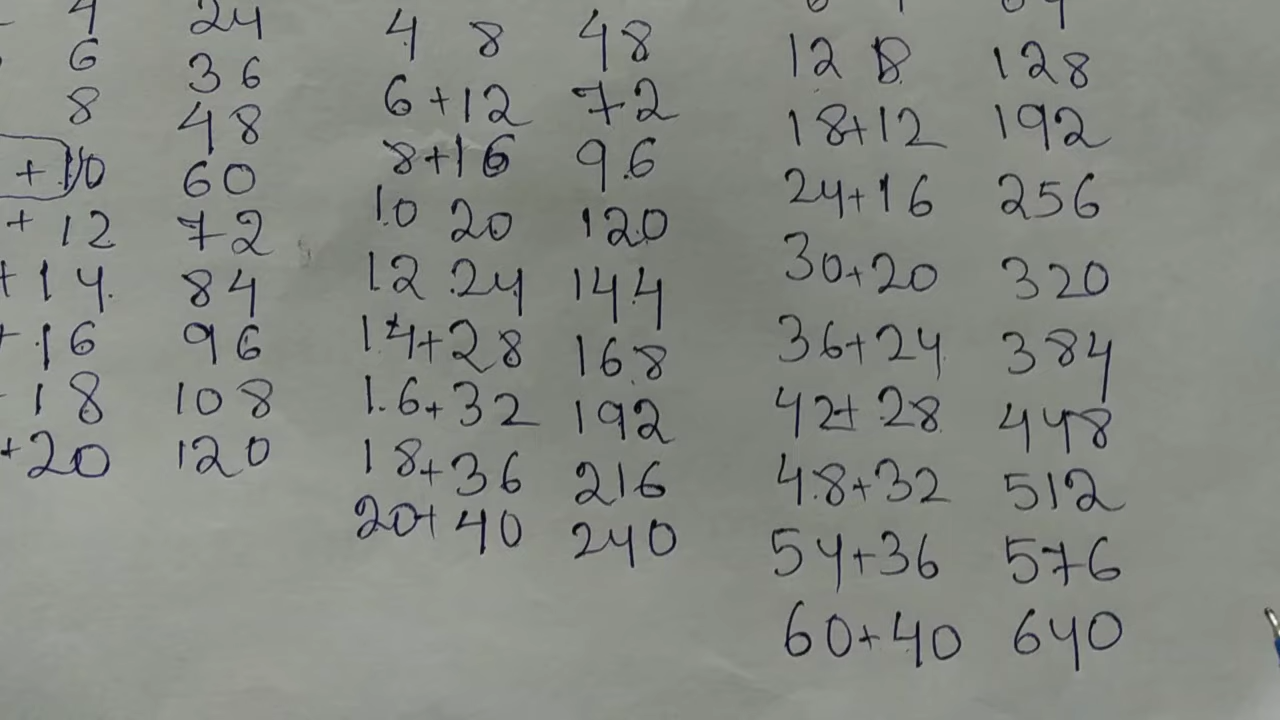 4 24
6 36
8 48
+10 60
+ 12 72
+14 84
+16 96
18 108
+20 120
4 8 48
6+12 72
8+16 96
10 20 120
12 24 144
14+28 168
16+32 192
18+36 216
20+ 40 240
12 8 128
18+12 192
24+16 256
30+20 320
36+24 384
42+ 28 448
48+32 512
54+36 576
60+40 640